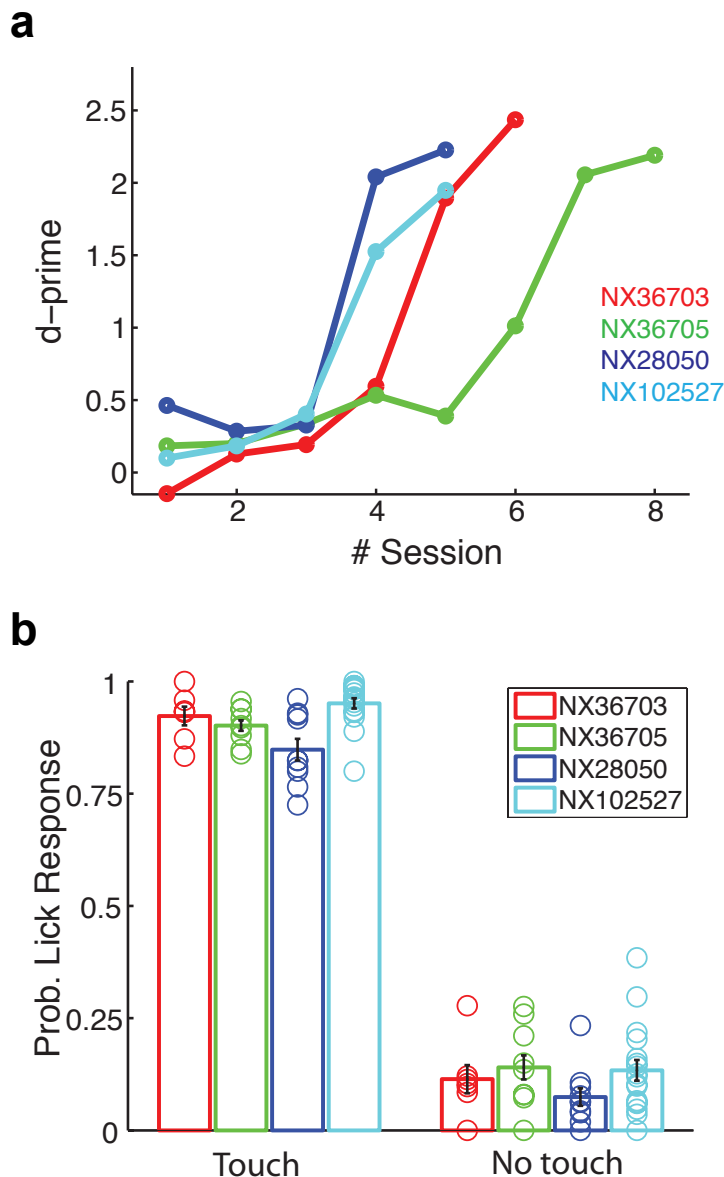 a
2.5
2
1.5
1
0.5
0
d-prime
NX36703
NX36705
NX28050
NX102527
2 4 6 8
# Session
b
1
0.75
0.5
0.25
0
Prob. Lick Response
NX36703
NX36705
NX28050
NX102527
Touch No touch